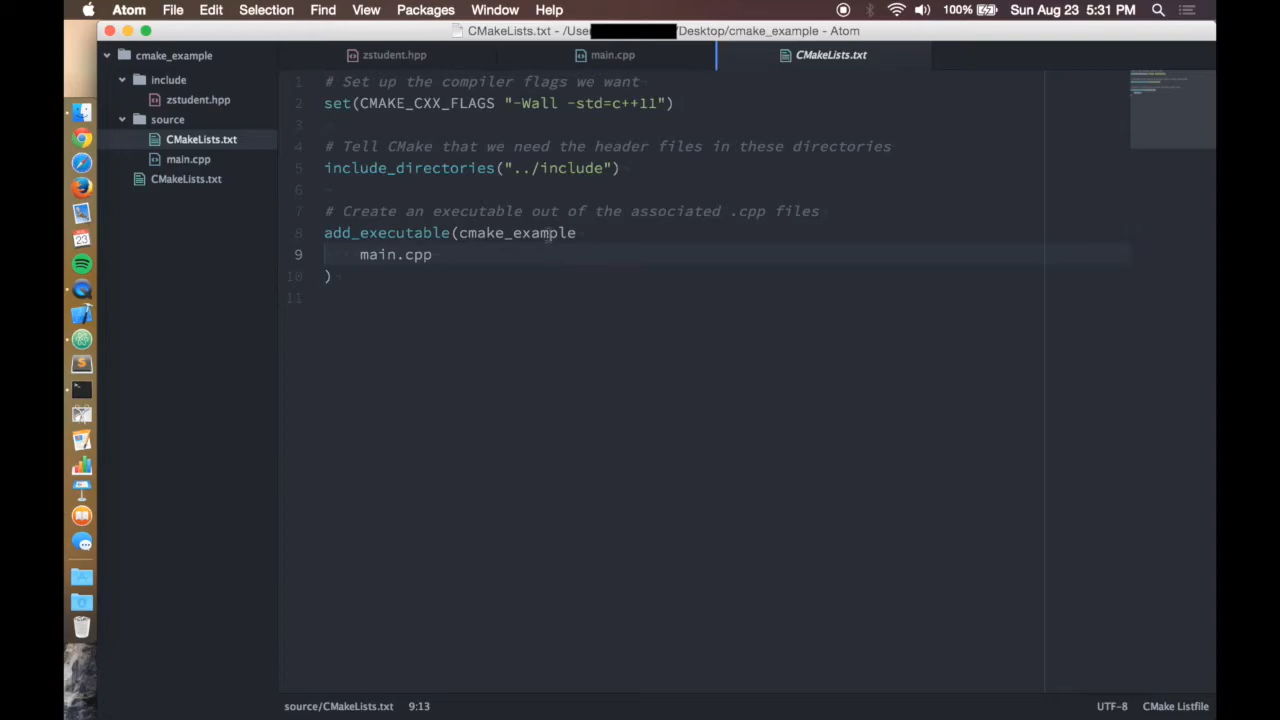 Atom File Edit Selection Find View Packages Window Help 100% Sun Aug 23 5:31 PM
CMakeLists.txt - /User /Desktop/cmake_example - Atom
cmake_example
include
zstudent.hpp
source
CMakeLists.txt
main.cpp
CMakeLists.txt
zstudent.hpp main.cpp CMakeLists.txt
1 # Set up the compiler flags we want
2 set(CMAKE_CXX_FLAGS "-Wall -std=c++11")
3
4 # Tell CMake that we need the header files in these directories
5 include_directories("../include")
6
7 # Create an executable out of the associated .cpp files
8 add_executable(cmake_example
9 main.cpp
10 )
11
source/CMakeLists.txt 9:13 UTF-8 CMake Listfile